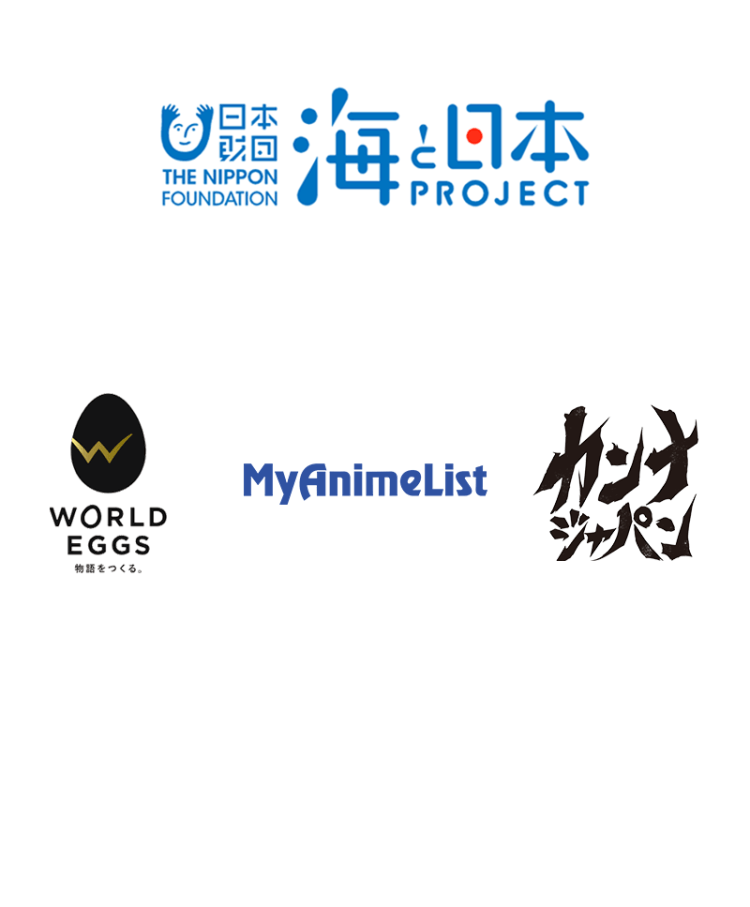 日本
財団
THE NIPPON
FOUNDATION
海と日本
PROJECT
W
WORLD
EGGS
物語をつくる。
MyAnimeList
カンナ
ジャパン